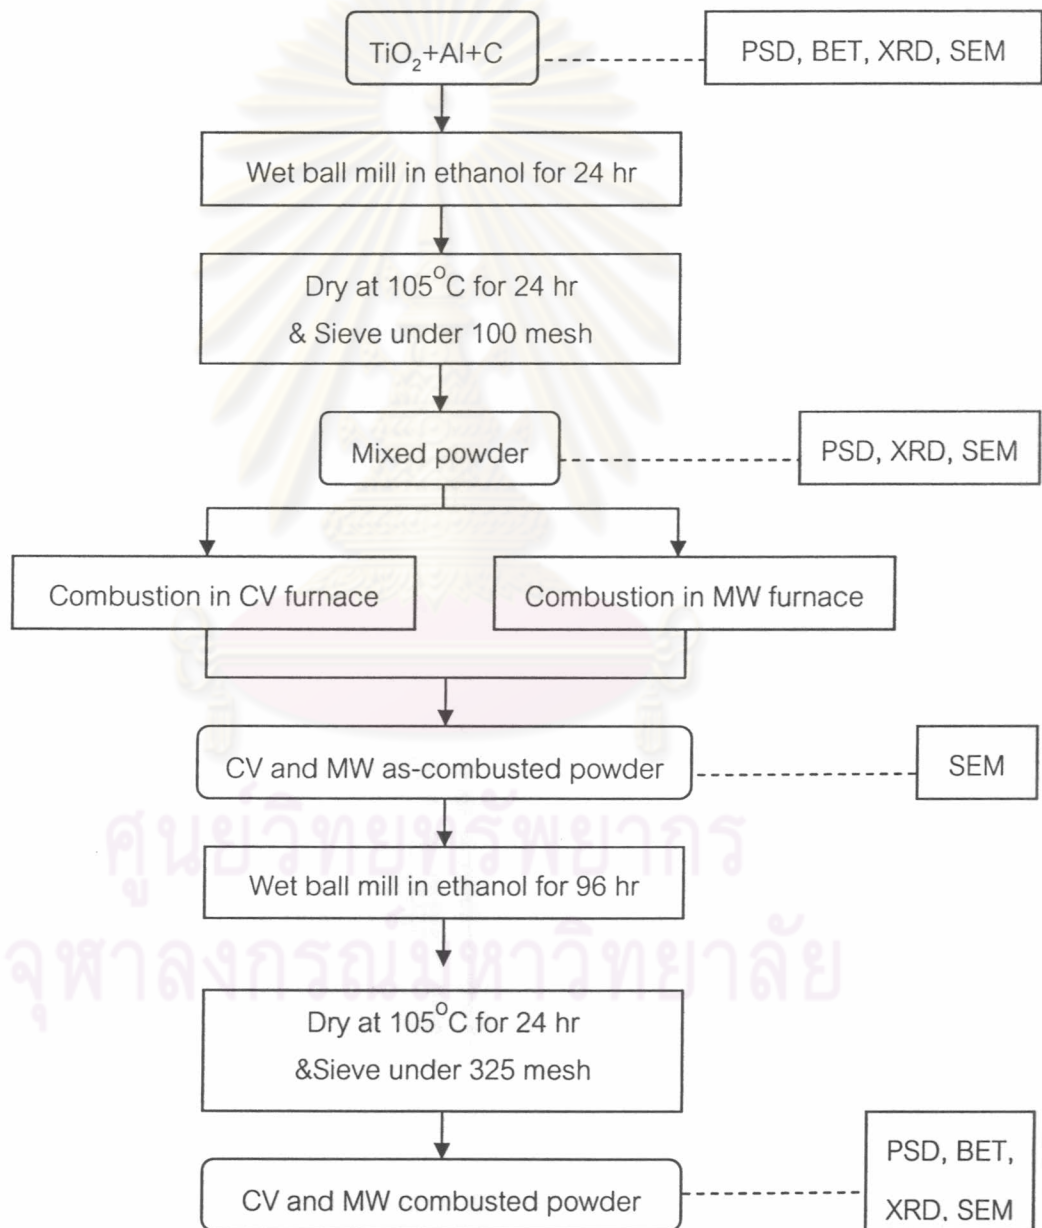 TiO₂+Al+C
PSD, BET, XRD, SEM
Wet ball mill in ethanol for 24 hr
Dry at 105°C for 24 hr
& Sieve under 100 mesh
Mixed powder
PSD, XRD, SEM
Combustion in CV furnace
Combustion in MW furnace
CV and MW as-combusted powder
SEM
ศูนย์วิทยทรัพยากร
Wet ball mill in ethanol for 96 hr
จุฬาลงกรณ์มหาวิทยาลัย
Dry at 105°C for 24 hr
&Sieve under 325 mesh
CV and MW combusted powder
PSD, BET,
XRD, SEM